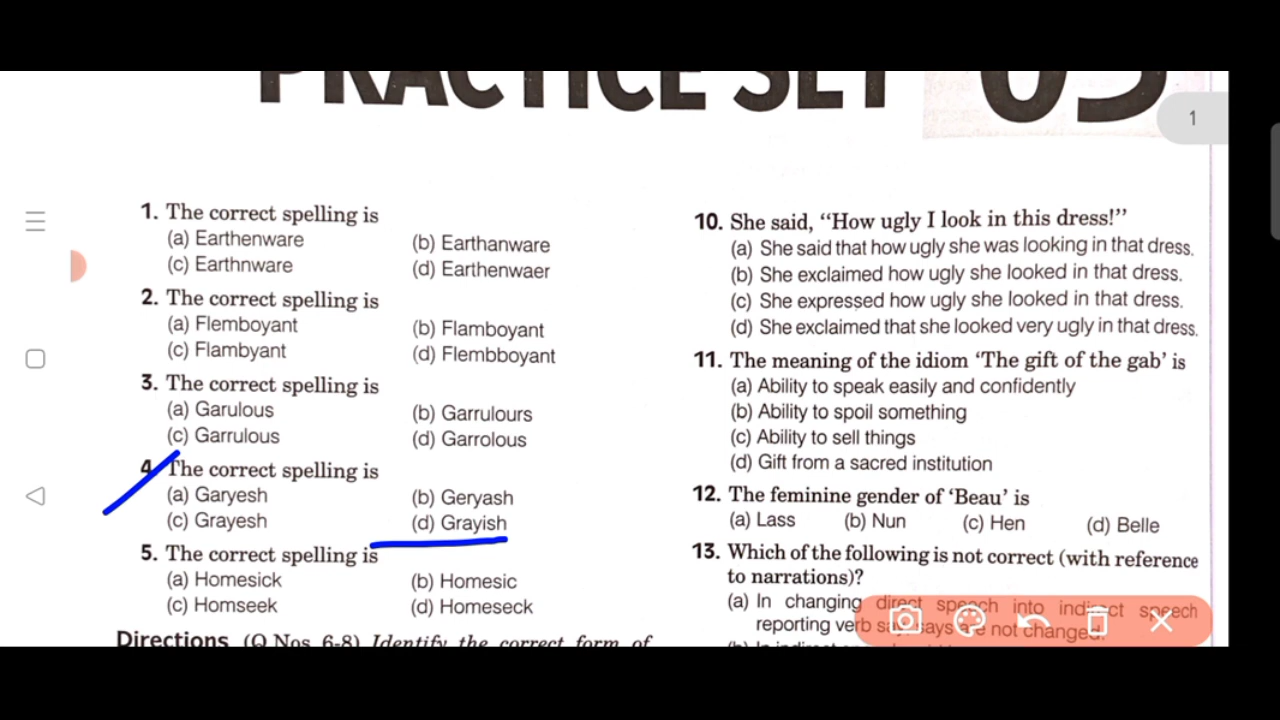 PRACTICE SET 03
1
1. The correct spelling is
(a) Earthenware (b) Earthanware
(c) Earthnware (d) Earthenwaer
2. The correct spelling is
(a) Flemboyant (b) Flamboyant
(c) Flambyant (d) Flembboyant
3. The correct spelling is
(a) Garulous (b) Garrulours
(c) Garrulous (d) Garrolous
4. The correct spelling is
(a) Garyesh (b) Geryash
(c) Grayesh (d) Grayish
5. The correct spelling is
(a) Homesick (b) Homesic
(c) Homseek (d) Homeseck
Directions (Q Nos. 6-8) Identify the correct form of
10. She said, “How ugly I look in this dress!”
(a) She said that how ugly she was looking in that dress.
(b) She exclaimed how ugly she looked in that dress.
(c) She expressed how ugly she looked in that dress.
(d) She exclaimed that she looked very ugly in that dress.
11. The meaning of the idiom ‘The gift of the gab’ is
(a) Ability to speak easily and confidently
(b) Ability to spoil something
(c) Ability to sell things
(d) Gift from a sacred institution
12. The feminine gender of ‘Beau’ is
(a) Lass (b) Nun (c) Hen (d) Belle
13. Which of the following is not correct (with reference
to narrations)?
(a) In changing direct speech into indirect speech
reporting verb says are not changed.